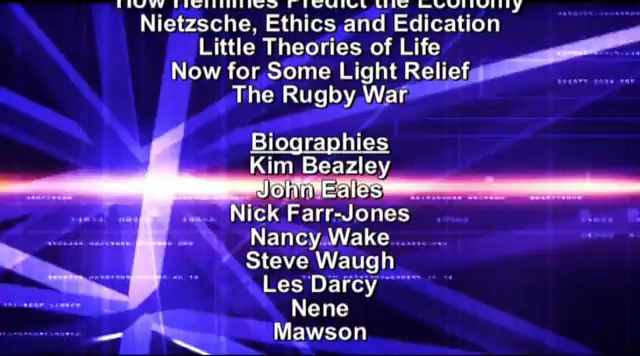 How Hemlines Predict the Economy
Nietzsche, Ethics and Edication
Little Theories of Life
Now for Some Light Relief
The Rugby War
Biographies
Kim Beazley
John Eales
Nick Farr-Jones
Nancy Wake
Steve Waugh
Les Darcy
Nene
Mawson